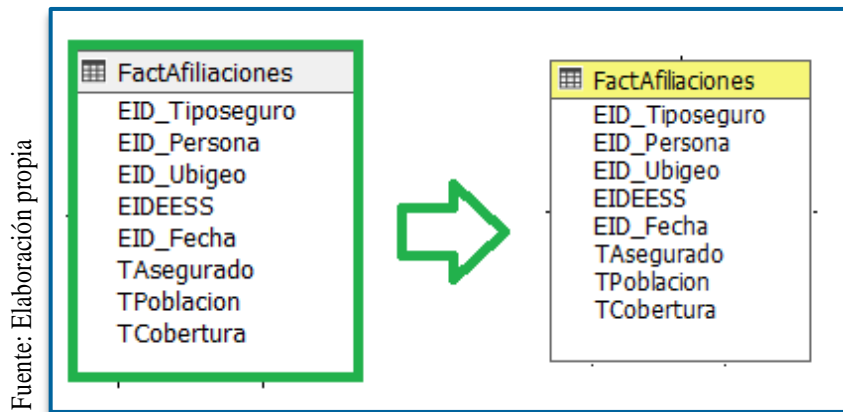 FactAfiliaciones
EID_Tiposeguro
EID_Persona
EID_Ubigeo
EIDEESS
EID_Fecha
TAsegurado
TPoblacion
TCobertura
FactAfiliaciones
EID_Tiposeguro
EID_Persona
EID_Ubigeo
EIDEESS
EID_Fecha
TAsegurado
TPoblacion
TCobertura
Fuente: Elaboración propia